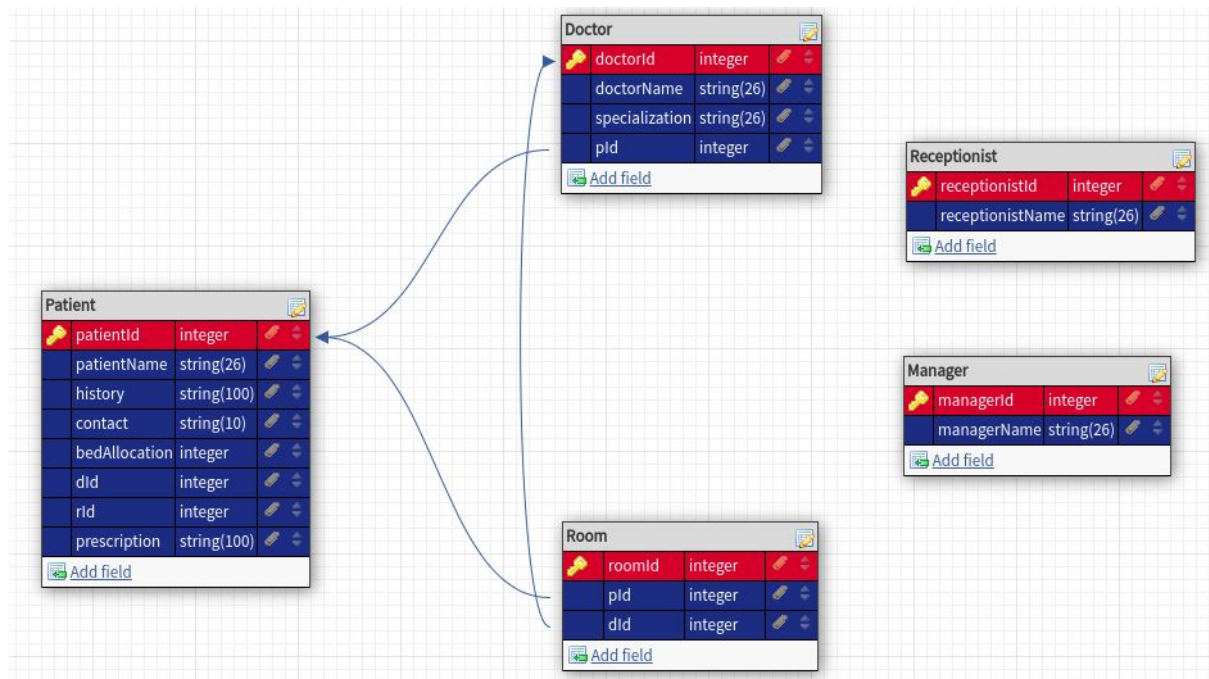 Doctor
doctorId integer
doctorName string(26)
specialization string(26)
pId integer
Add field
Receptionist
receptionistId integer
receptionistName string(26)
Add field
Patient
patientId integer
patientName string(26)
history string(100)
contact string(10)
bedAllocation integer
dId integer
rId integer
prescription string(100)
Add field
Manager
managerId integer
managerName string(26)
Add field
Room
roomId integer
pId integer
dId integer
Add field